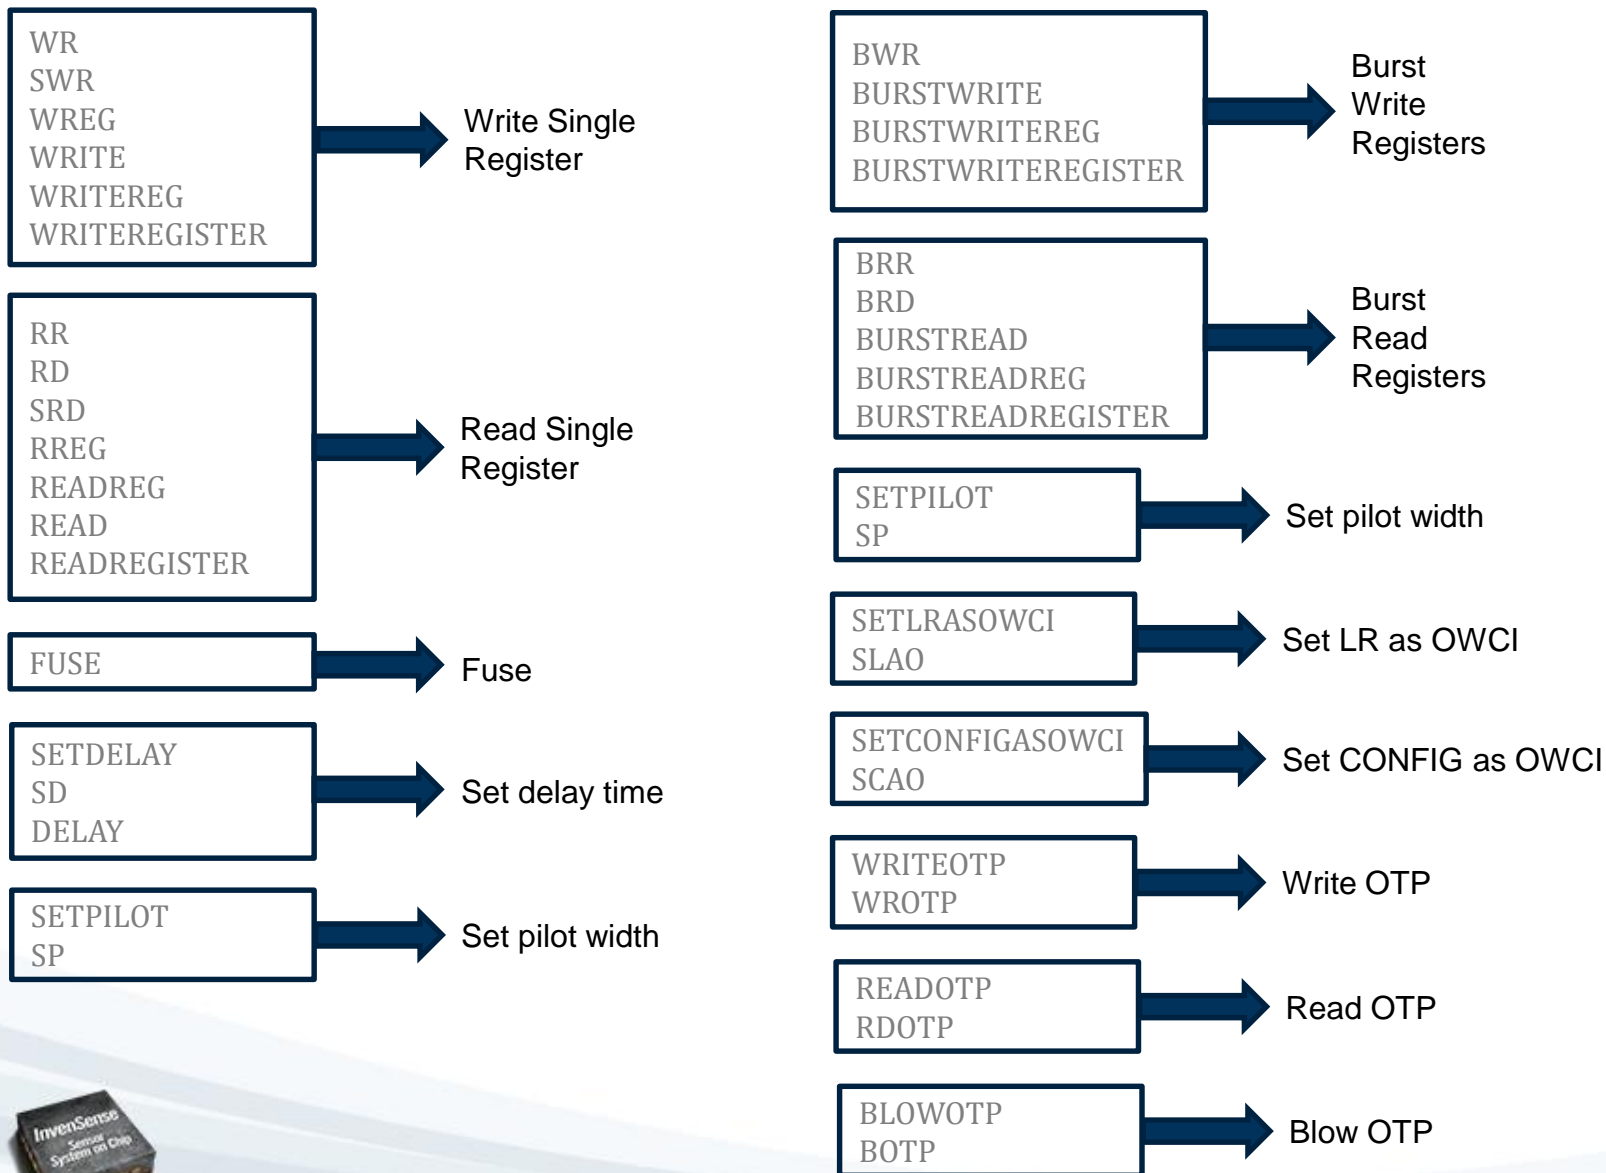 WR
SWR
WREG
WRITE
WRITEREG
WRITEREGISTER
Write Single
Register
RR
RD
SRD
RREG
READREG
READ
READREGISTER
Read Single
Register
FUSE
Fuse
SETDELAY
SD
DELAY
Set delay time
SETPILOT
SP
Set pilot width
BWR
BURSTWRITE
BURSTWRITEREG
BURSTWRITEREGISTER
Burst
Write
Registers
BRR
BRD
BURSTREAD
BURSTREADREG
BURSTREADREGISTER
Burst
Read
Registers
SETPILOT
SP
Set pilot width
SETLRASOWCI
SLAO
Set LR as OWCI
SETCONFIGASOWCI
SCAO
Set CONFIG as OWCI
WRITEOTP
WROTP
Write OTP
READOTP
RDOTP
Read OTP
BLOWOTP
BOTP
Blow OTP
InvenSense
Sensor
System on Chip